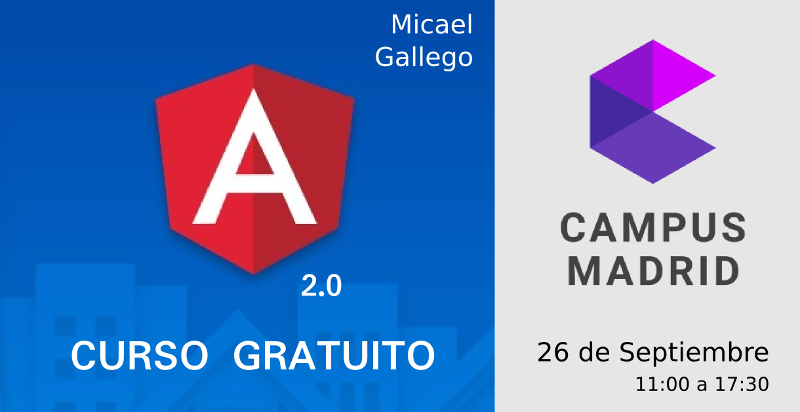 Micael
Gallego
A
2.0
CURSO GRATUITO
CAMPUS
MADRID
26 de Septiembre
11:00 a 17:30